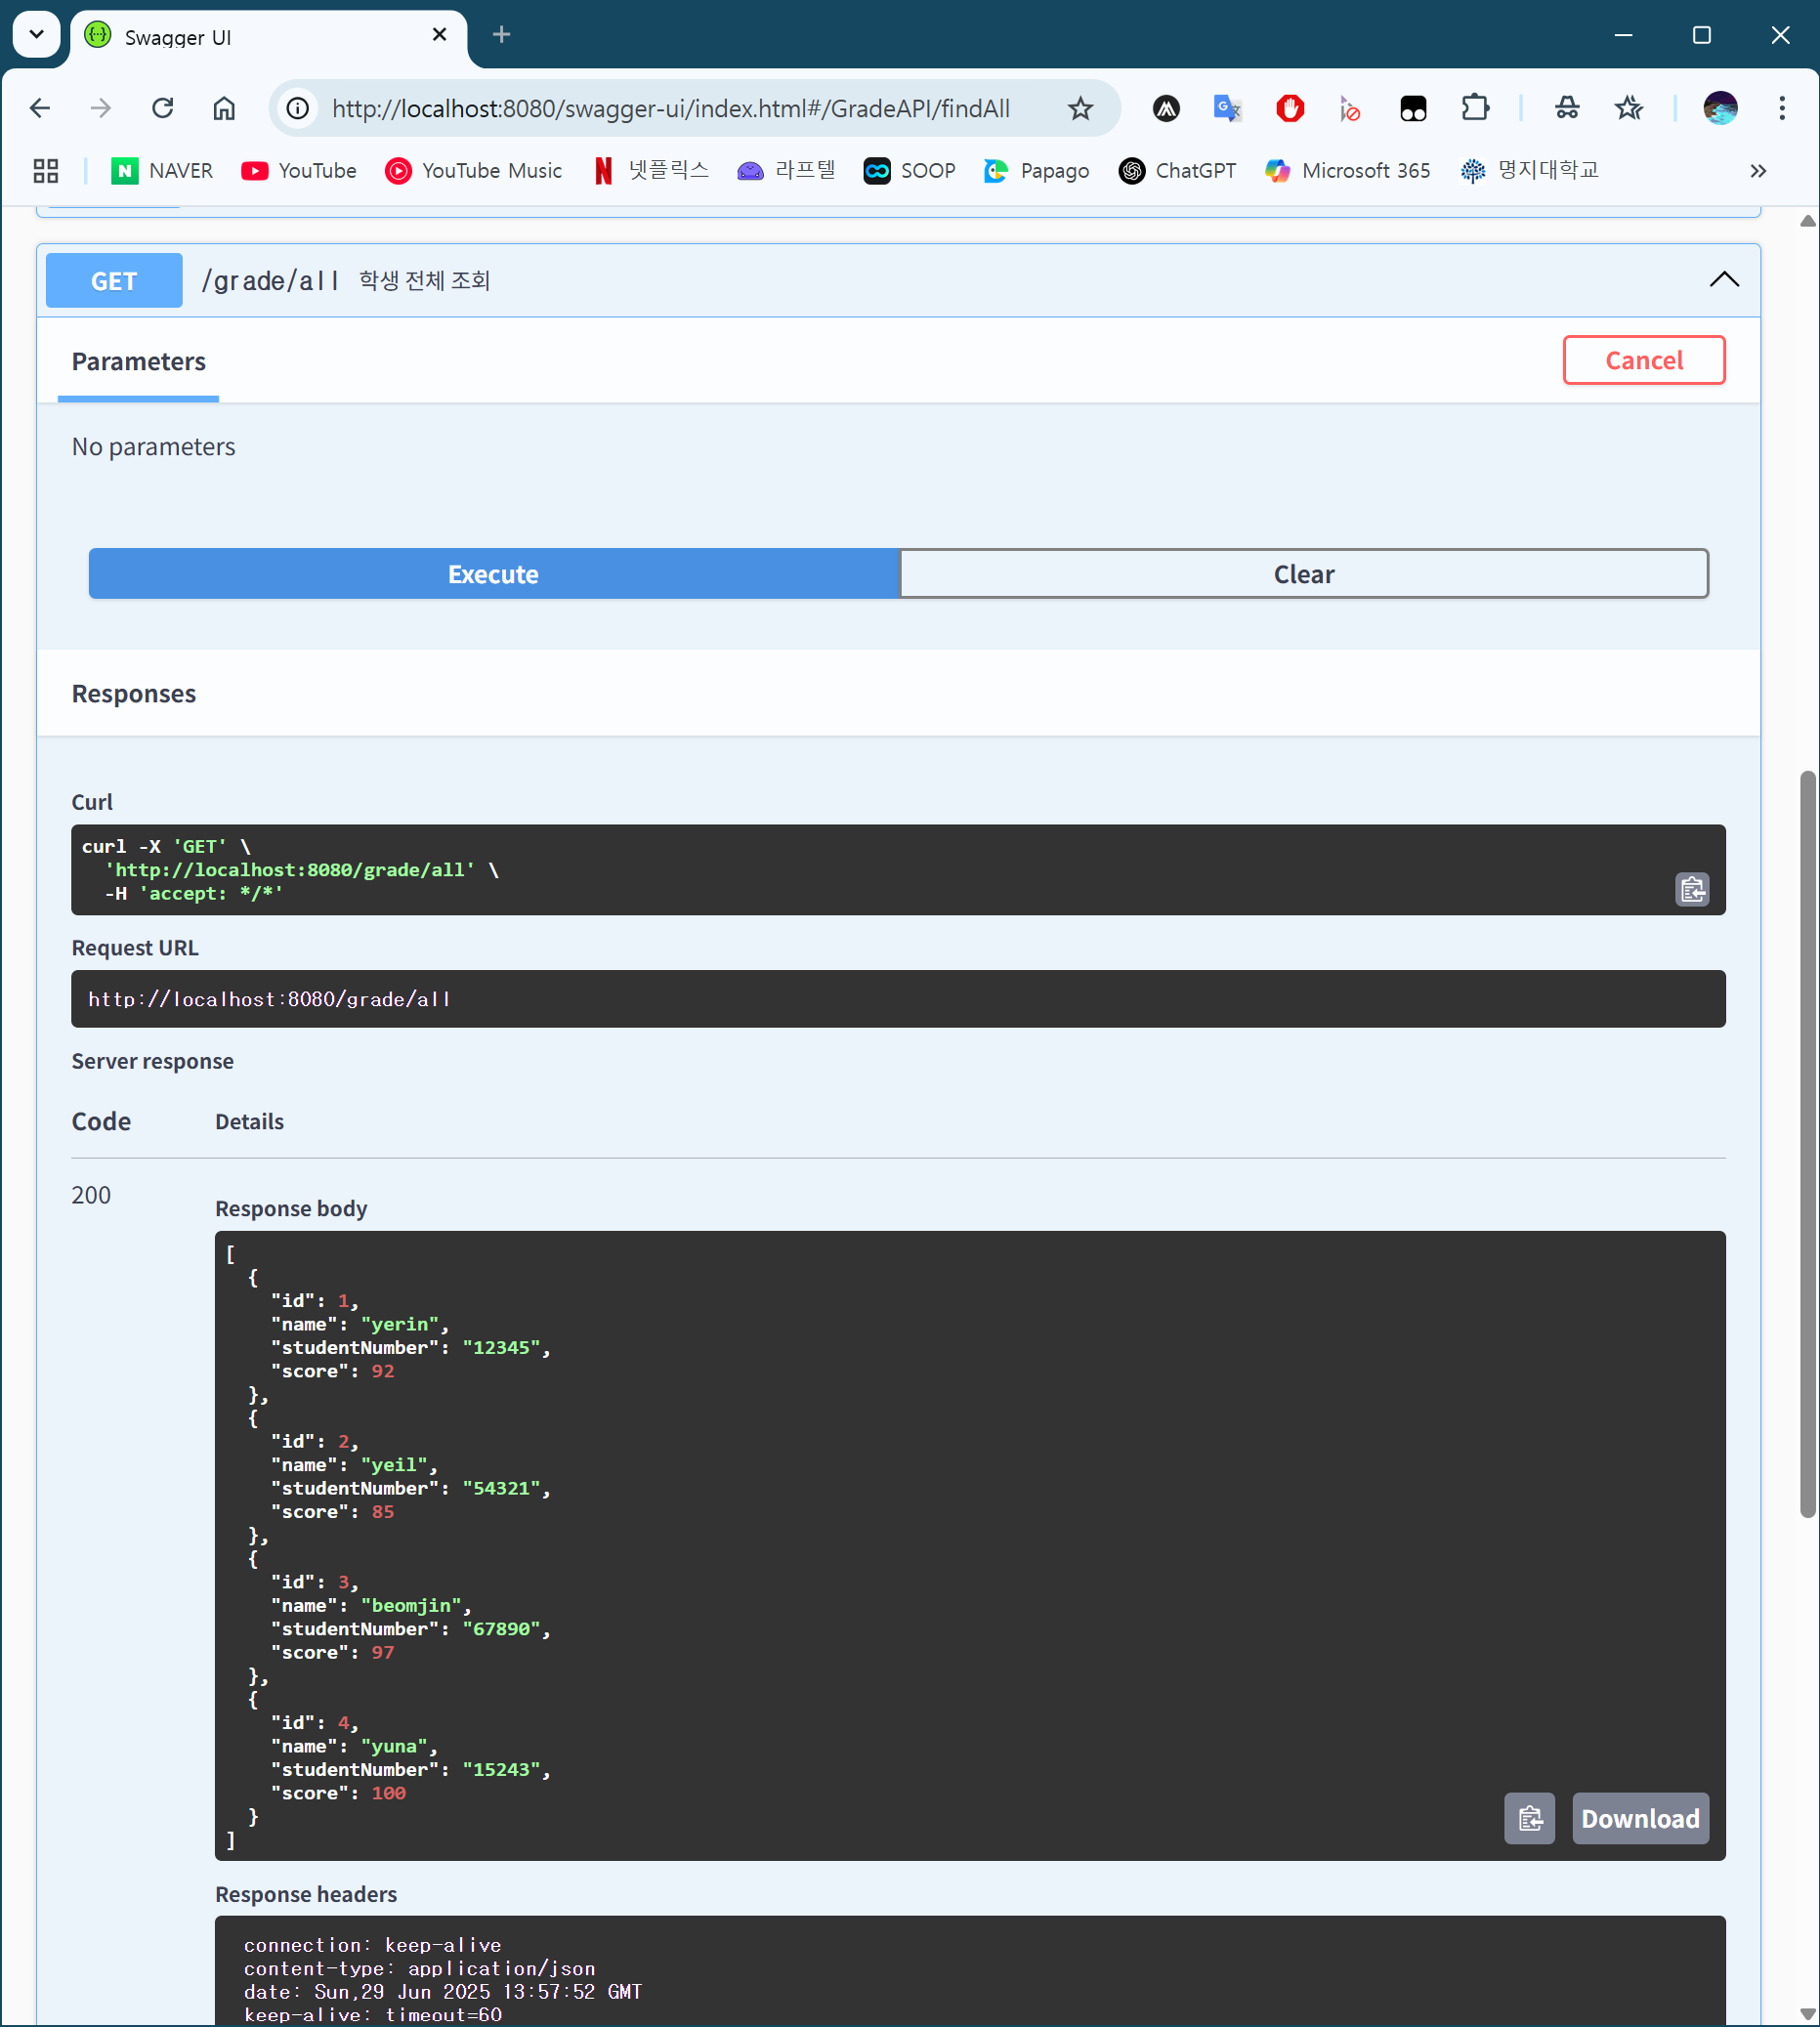 Swagger UI
http://localhost:8080/swagger-ui/index.html#/GradeAPI/findAll
NAVER YouTube YouTube Music 넷플릭스 라프텔 SOOP Papago ChatGPT Microsoft 365 명지대학교
GET /grade/all 학생 전체 조회
Parameters Cancel
No parameters
Execute Clear
Responses
Curl
curl -X 'GET' \
  'http://localhost:8080/grade/all' \
  -H 'accept: */*'
Request URL
http://localhost:8080/grade/all
Server response
Code Details
200
Response body
[
  {
    "id": 1,
    "name": "yerin",
    "studentNumber": "12345",
    "score": 92
  },
  {
    "id": 2,
    "name": "yeil",
    "studentNumber": "54321",
    "score": 85
  },
  {
    "id": 3,
    "name": "beomjin",
    "studentNumber": "67890",
    "score": 97
  },
  {
    "id": 4,
    "name": "yuna",
    "studentNumber": "15243",
    "score": 100
  }
]
Download
Response headers
connection: keep-alive
content-type: application/json
date: Sun,29 Jun 2025 13:57:52 GMT
keep-alive: timeout=60